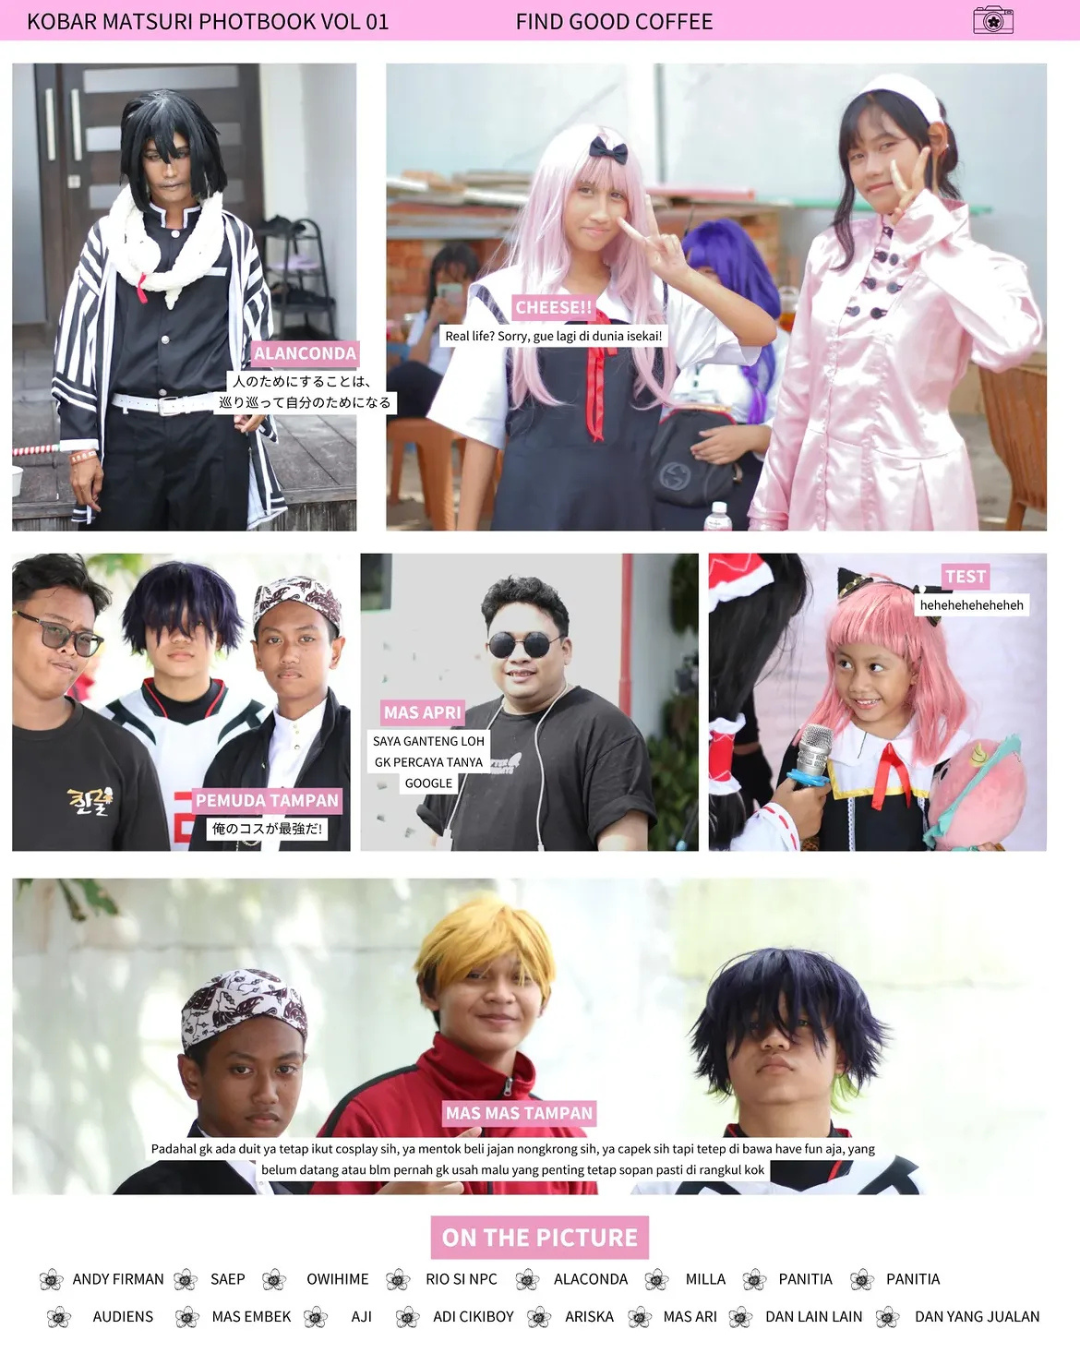 KOBAR MATSURI PHOTBOOK VOL 01
FIND GOOD COFFEE
ALANCONDA
人のためにすることは、
巡り巡って自分のためになる
CHEESE!!
Real life? Sorry, gue lagi di dunia isekai!
PEMUDA TAMPAN
俺のコスが最強だ!
MAS APRI
SAYA GANTENG LOH
GK PERCAYA TANYA
GOOGLE
TEST
heheheheheheheh
MAS MAS TAMPAN
Padahal gk ada duit ya tetap ikut cosplay sih, ya mentok beli jajan nongkrong sih, ya capek sih tapi tetep di bawa have fun aja, yang
belum datang atau blm pernah gk usah malu yang penting tetap sopan pasti di rangkul kok
ON THE PICTURE
ANDY FIRMAN SAEP OWIHIME RIO SI NPC ALACONDA MILLA PANITIA PANITIA
AUDIENS MAS EMBEK AJI ADI CIKIBOY ARISKA MAS ARI DAN LAIN LAIN DAN YANG JUALAN